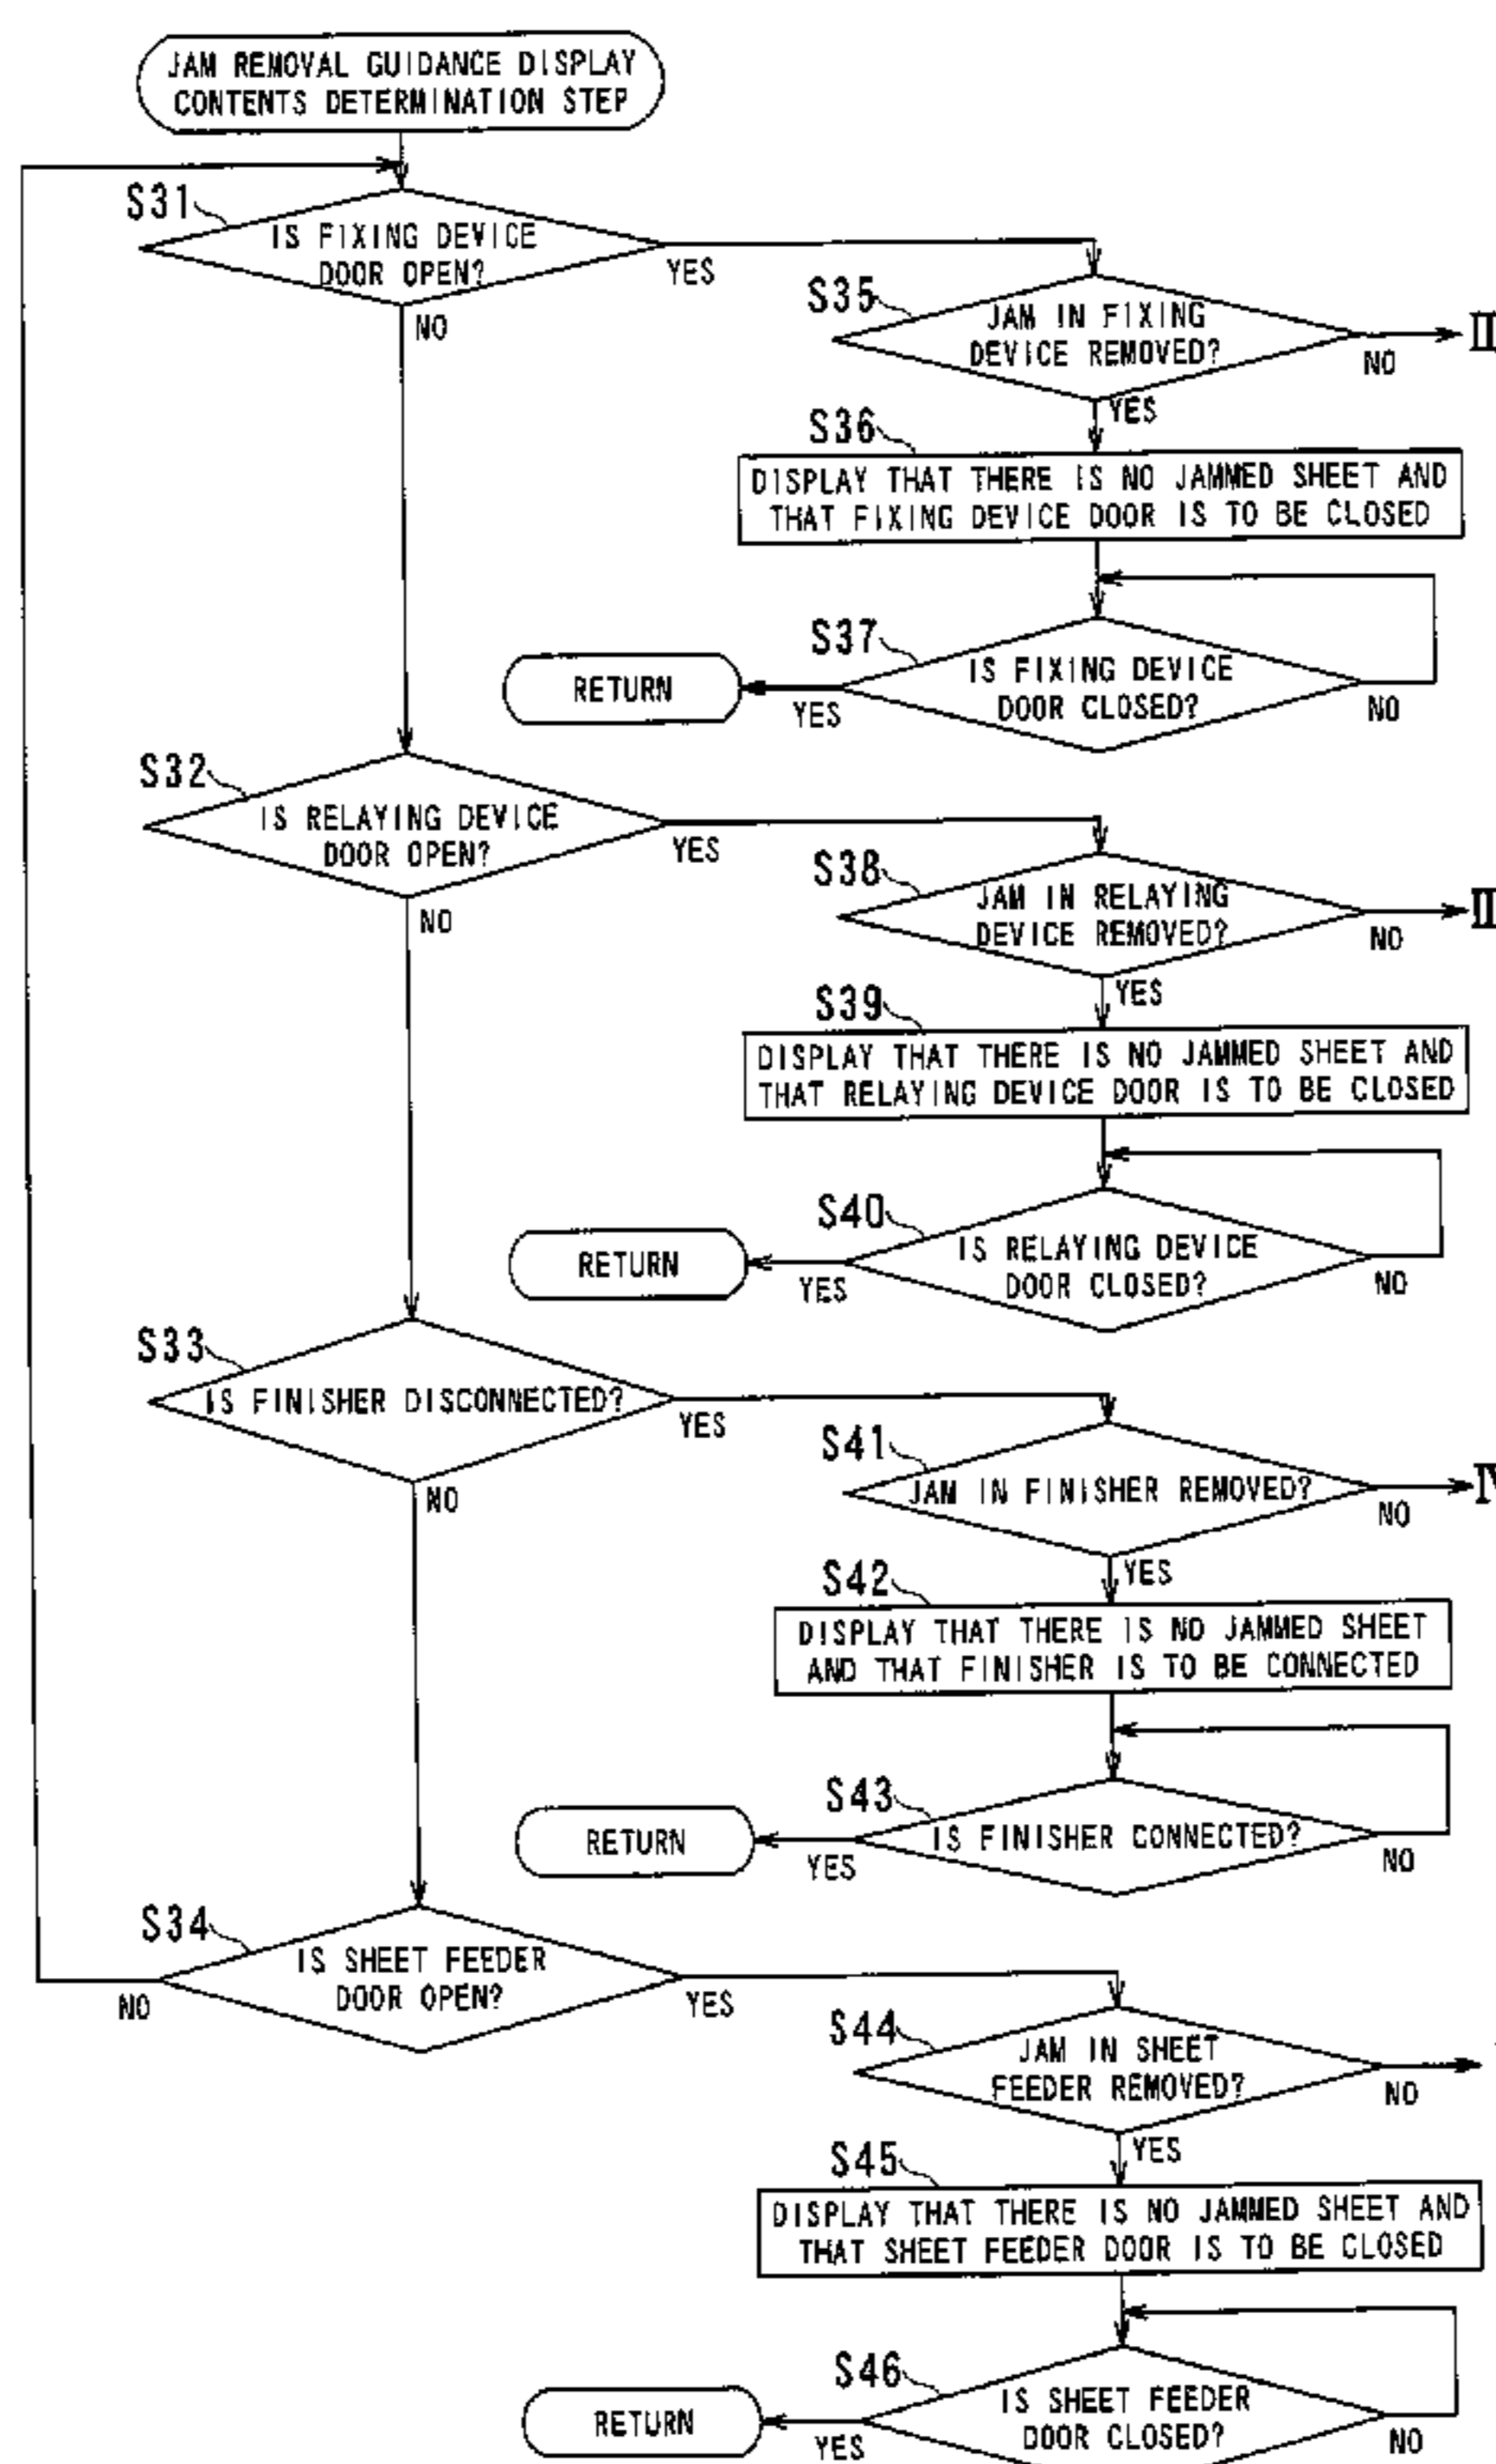 JAM REMOVAL GUIDANCE DISPLAY
CONTENTS DETERMINATION STEP
S31
IS FIXING DEVICE
DOOR OPEN?
YES
NO
S35
JAM IN FIXING
DEVICE REMOVED?
NO
YES
S36
DISPLAY THAT THERE IS NO JAMMED SHEET AND
THAT FIXING DEVICE DOOR IS TO BE CLOSED
S37
IS FIXING DEVICE
DOOR CLOSED?
RETURN
YES
NO
S32
IS RELAYING DEVICE
DOOR OPEN?
YES
NO
S38
JAM IN RELAYING
DEVICE REMOVED?
NO
YES
S39
DISPLAY THAT THERE IS NO JAMMED SHEET AND
THAT RELAYING DEVICE DOOR IS TO BE CLOSED
S40
IS RELAYING DEVICE
DOOR CLOSED?
RETURN
YES
NO
S33
IS FINISHER DISCONNECTED?
YES
NO
S41
JAM IN FINISHER REMOVED?
NO
YES
S42
DISPLAY THAT THERE IS NO JAMMED SHEET
AND THAT FINISHER IS TO BE CONNECTED
S43
IS FINISHER CONNECTED?
RETURN
YES
NO
S34
IS SHEET FEEDER
DOOR OPEN?
NO
YES
S44
JAM IN SHEET
FEEDER REMOVED?
NO
YES
S45
DISPLAY THAT THERE IS NO JAMMED SHEET AND
THAT SHEET FEEDER DOOR IS TO BE CLOSED
S46
IS SHEET FEEDER
DOOR CLOSED?
RETURN
YES
NO